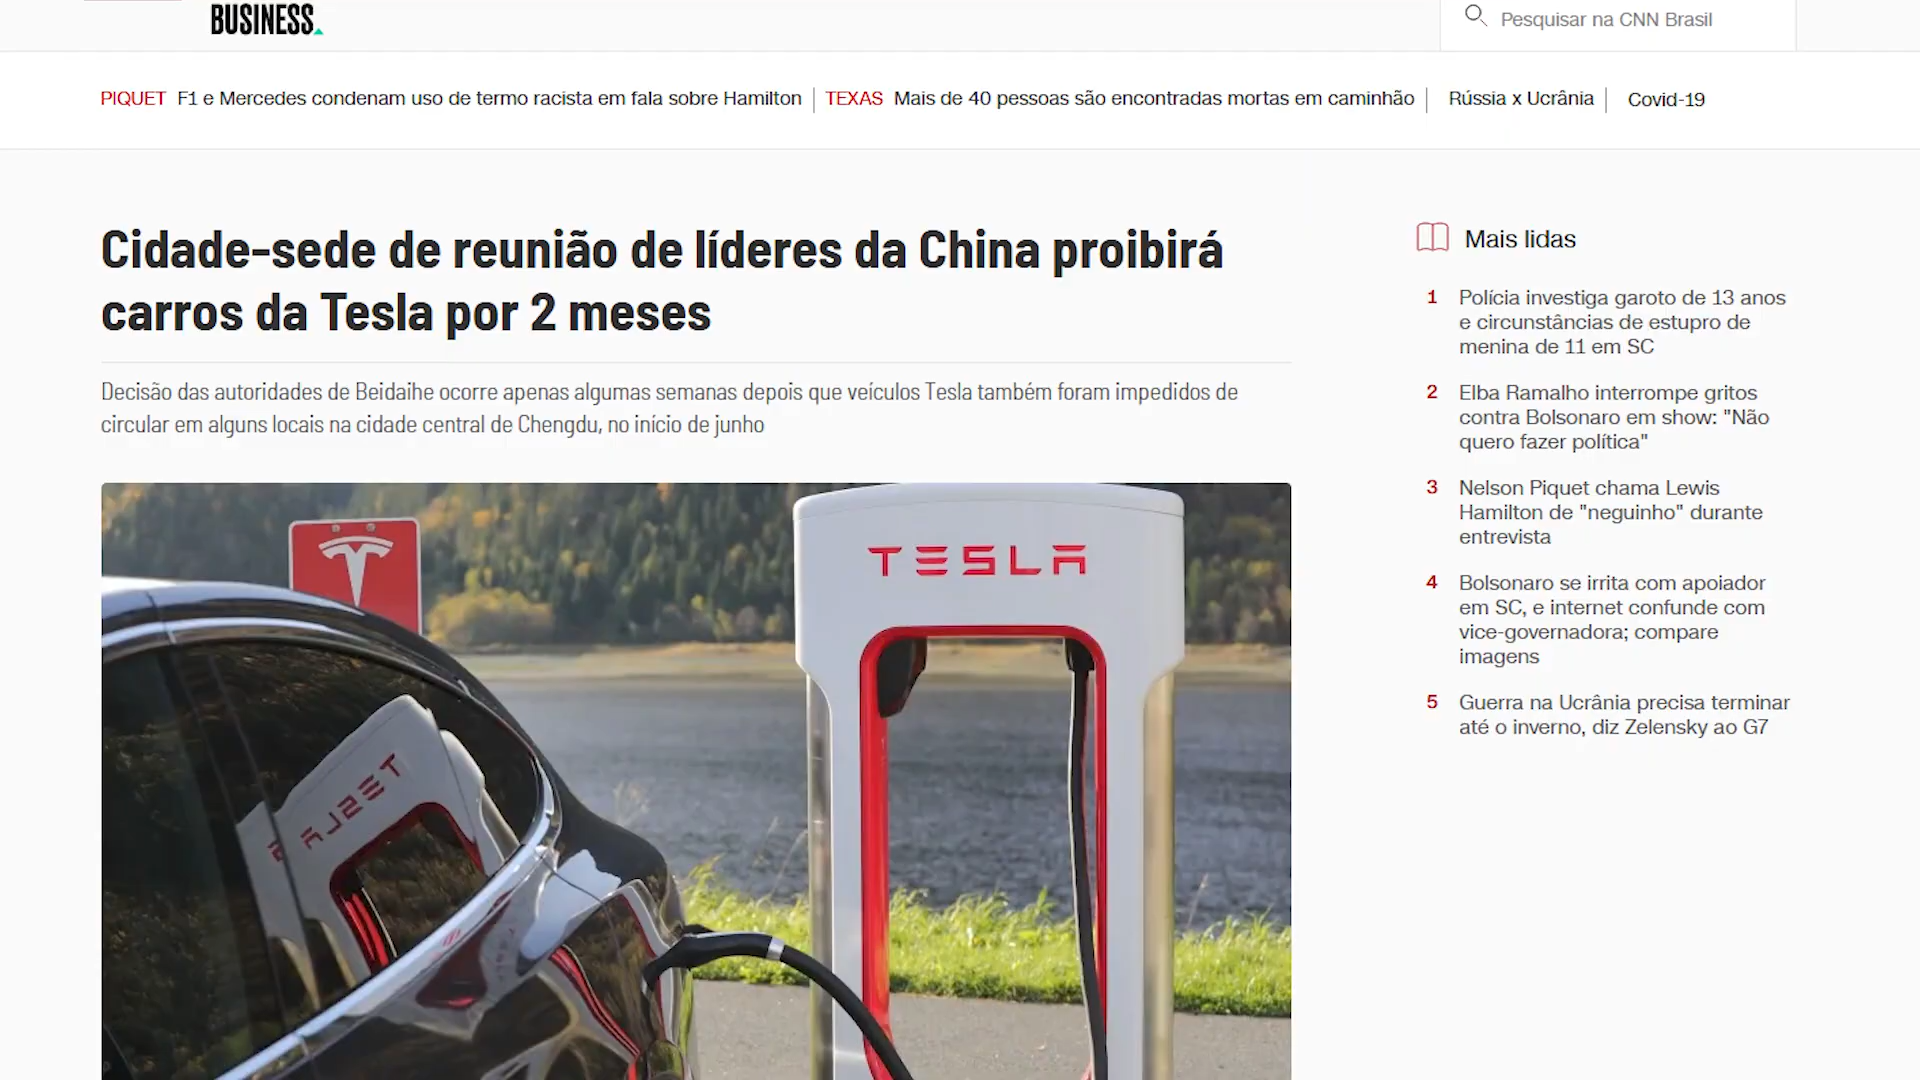 BUSINESS
Pesquisar na CNN Brasil
PIQUET F1 e Mercedes condenam uso de termo racista em fala sobre Hamilton
TEXAS Mais de 40 pessoas são encontradas mortas em caminhão
Rússia x Ucrânia
Covid-19
Cidade-sede de reunião de líderes da China proibirá
carros da Tesla por 2 meses
Decisão das autoridades de Beidaihe ocorre apenas algumas semanas depois que veículos Tesla também foram impedidos de
circular em alguns locais na cidade central de Chengdu, no início de junho
TESLA
TESLA
Mais lidas
1 Polícia investiga garoto de 13 anos
e circunstâncias de estupro de
menina de 11 em SC
2 Elba Ramalho interrompe gritos
contra Bolsonaro em show: "Não
quero fazer política"
3 Nelson Piquet chama Lewis
Hamilton de "neguinho" durante
entrevista
4 Bolsonaro se irrita com apoiador
em SC, e internet confunde com
vice-governadora; compare
imagens
5 Guerra na Ucrânia precisa terminar
até o inverno, diz Zelensky ao G7